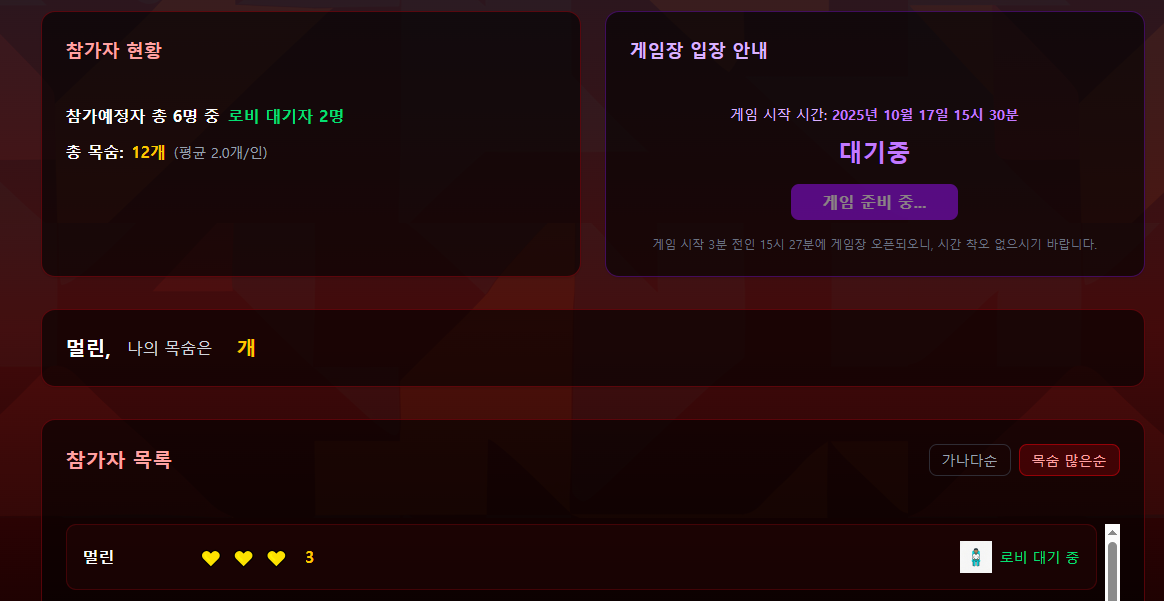 참가자 현황
참가예정자 총 6명 중 로비 대기자 2명
총 목숨: 12개 (평균 2.0개/인)
게임장 입장 안내
게임 시작 시간: 2025년 10월 17일 15시 30분
대기중
게임 준비 중...
게임 시작 3분 전인 15시 27분에 게임장 오픈되오니, 시간 착오 없으시기 바랍니다.
멀린, 나의 목숨은 개
참가자 목록
가나다순 목숨 많은순
멀린 3 로비 대기 중